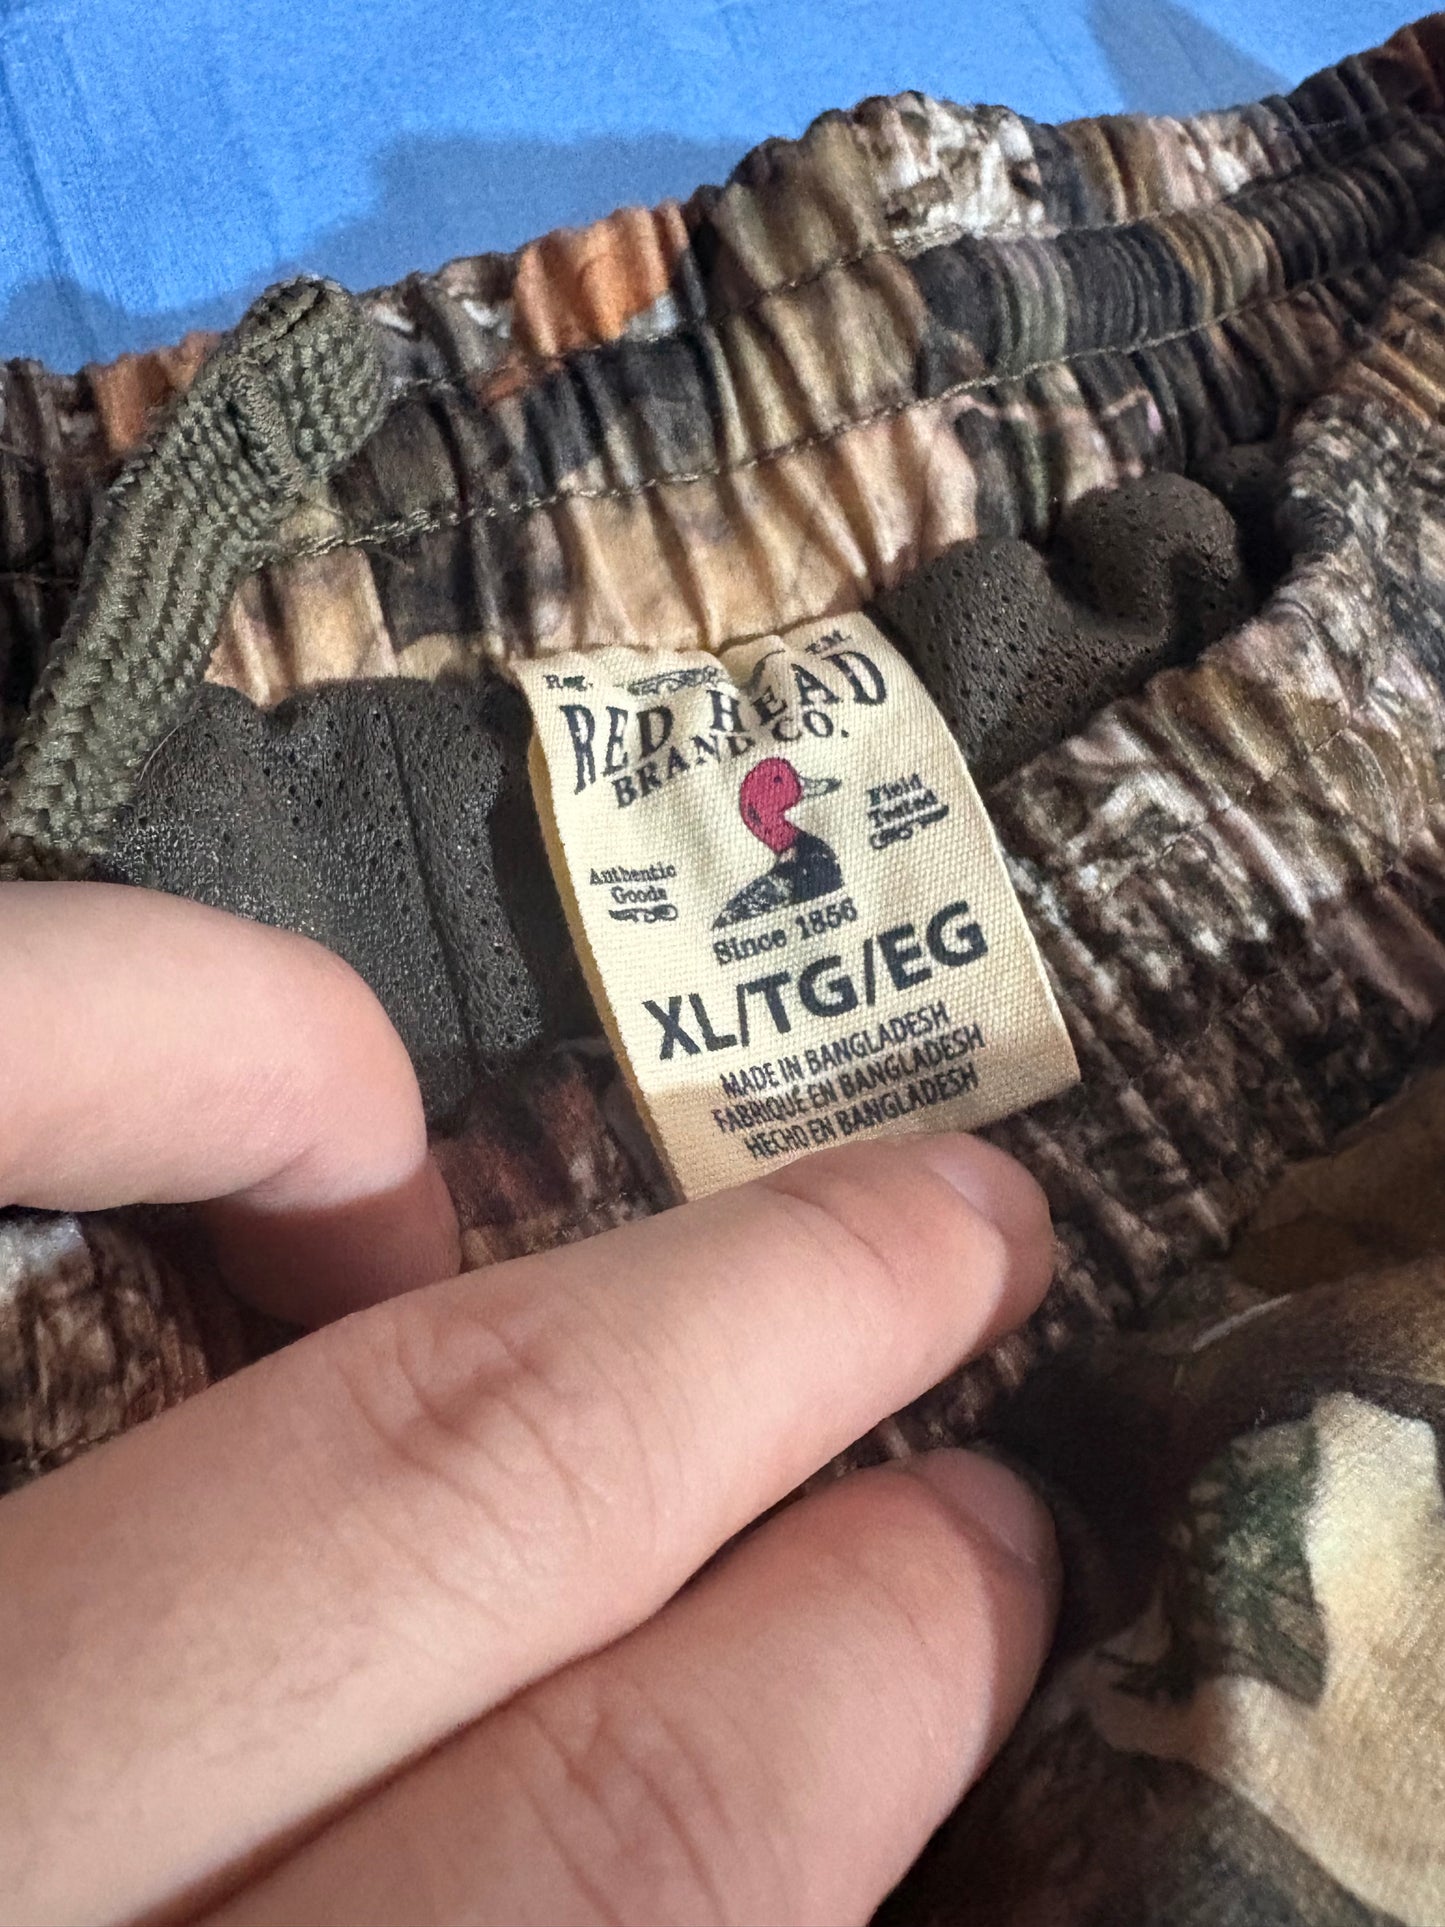 Reg. TM
RED HEAD
BRAND CO.
Field
Tested
Authentic
Goods
Since 1856
XL/TG/EG
MADE IN BANGLADESH
FABRIQUÉ EN BANGLADESH
HECHO EN BANGLADESH